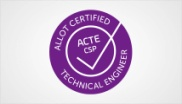 ALLOT CERTIFIED
ACTE
CSP
TECHNICAL ENGINEER